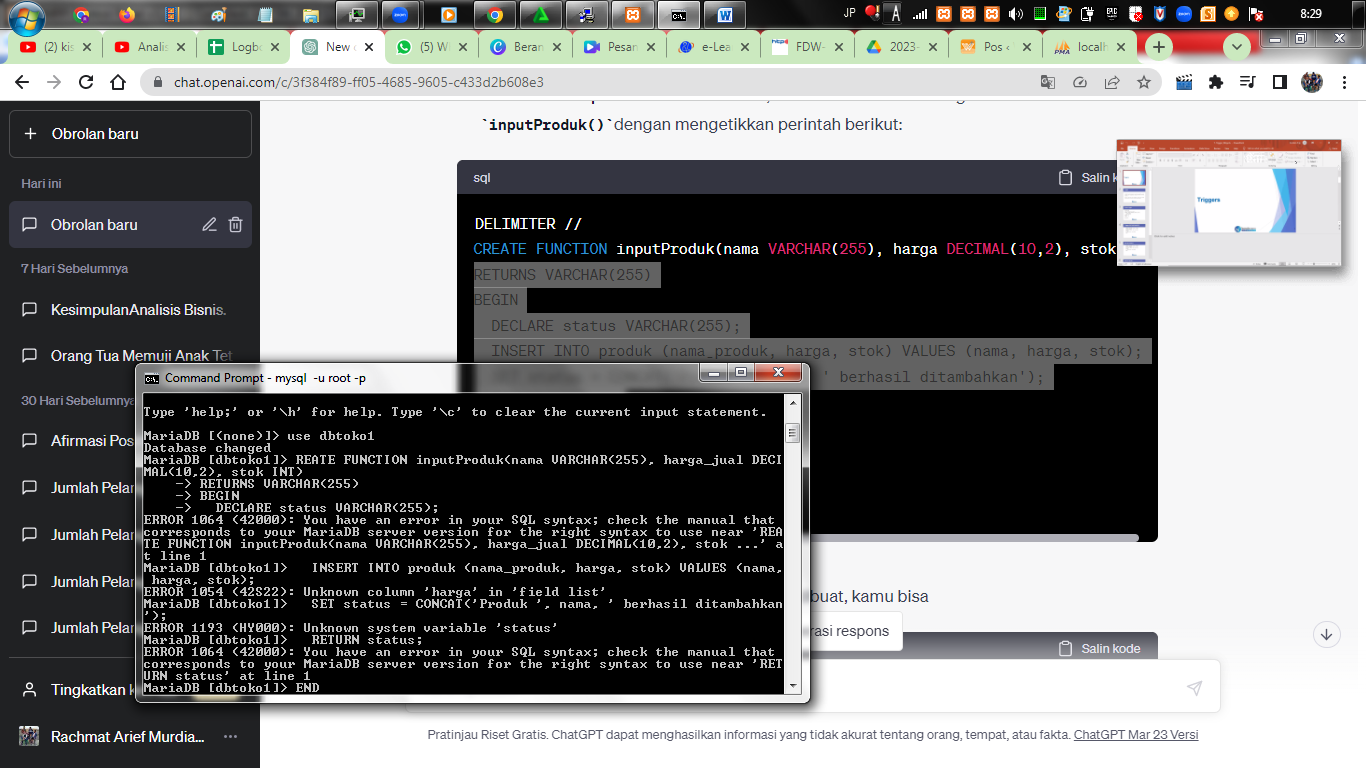 JP
8:29
(2) kis
Analis
Logbo
New c
(5) Wh
Beran
Pesan
e-Lea
FDW-
2023-
Pos ‹
localh
chat.openai.com/c/3f384f89-ff05-4685-9605-c433d2b608e3
Obrolan baru
Hari ini
Obrolan baru
7 Hari Sebelumnya
KesimpulanAnalisis Bisnis.
Orang Tua Memuji Anak Tet
30 Hari Sebelumnya
Afirmasi Pos
Jumlah Pelar
Jumlah Pelar
Jumlah Pelar
Jumlah Pelar
Tingkatkan k
Rachmat Arief Murdia...
`inputProduk()`dengan mengetikkan perintah berikut:
sql
Salin k
DELIMITER //
CREATE FUNCTION inputProduk(nama VARCHAR(255), harga DECIMAL(10,2), stok
RETURNS VARCHAR(255)
BEGIN
DECLARE status VARCHAR(255);
INSERT INTO produk (nama_produk, harga, stok) VALUES (nama, harga, stok);
' berhasil ditambahkan');
Triggers
Command Prompt - mysql -u root -p
Type 'help;' or '\h' for help. Type '\c' to clear the current input statement.
MariaDB [(none)]> use dbtoko1
Database changed
MariaDB [dbtoko1]> REATE FUNCTION inputProduk(nama VARCHAR(255), harga_jual DECI
MAL(10,2), stok INT)
-> RETURNS VARCHAR(255)
-> BEGIN
-> DECLARE status VARCHAR(255);
ERROR 1064 (42000): You have an error in your SQL syntax; check the manual that
corresponds to your MariaDB server version for the right syntax to use near 'REA
TE FUNCTION inputProduk(nama VARCHAR(255), harga_jual DECIMAL(10,2), stok ...' a
t line 1
MariaDB [dbtoko1]> INSERT INTO produk (nama_produk, harga, stok) VALUES (nama,
harga, stok);
ERROR 1054 (42S22): Unknown column 'harga' in 'field list'
MariaDB [dbtoko1]> SET status = CONCAT('Produk ', nama, ' berhasil ditambahkan
');
ERROR 1193 (HY000): Unknown system variable 'status'
MariaDB [dbtoko1]> RETURN status;
ERROR 1064 (42000): You have an error in your SQL syntax; check the manual that
corresponds to your MariaDB server version for the right syntax to use near 'RET
URN status' at line 1
MariaDB [dbtoko1]> END
buat, kamu bisa
rasi respons
Salin kode
Pratinjau Riset Gratis. ChatGPT dapat menghasilkan informasi yang tidak akurat tentang orang, tempat, atau fakta. ChatGPT Mar 23 Versi